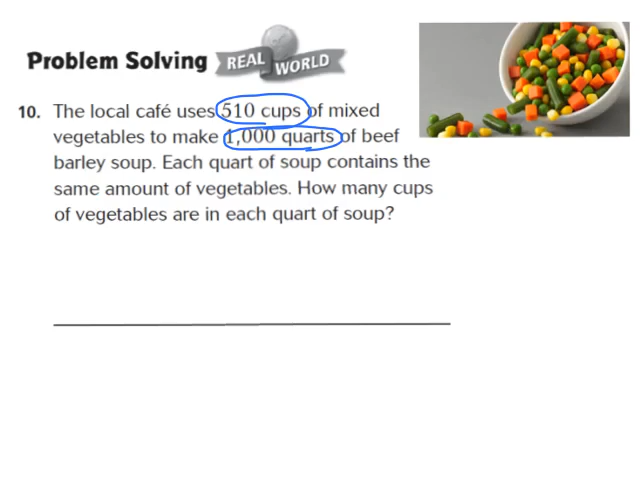 Problem Solving REAL WORLD
10. The local café uses 510 cups of mixed
vegetables to make 1,000 quarts of beef
barley soup. Each quart of soup contains the
same amount of vegetables. How many cups
of vegetables are in each quart of soup?